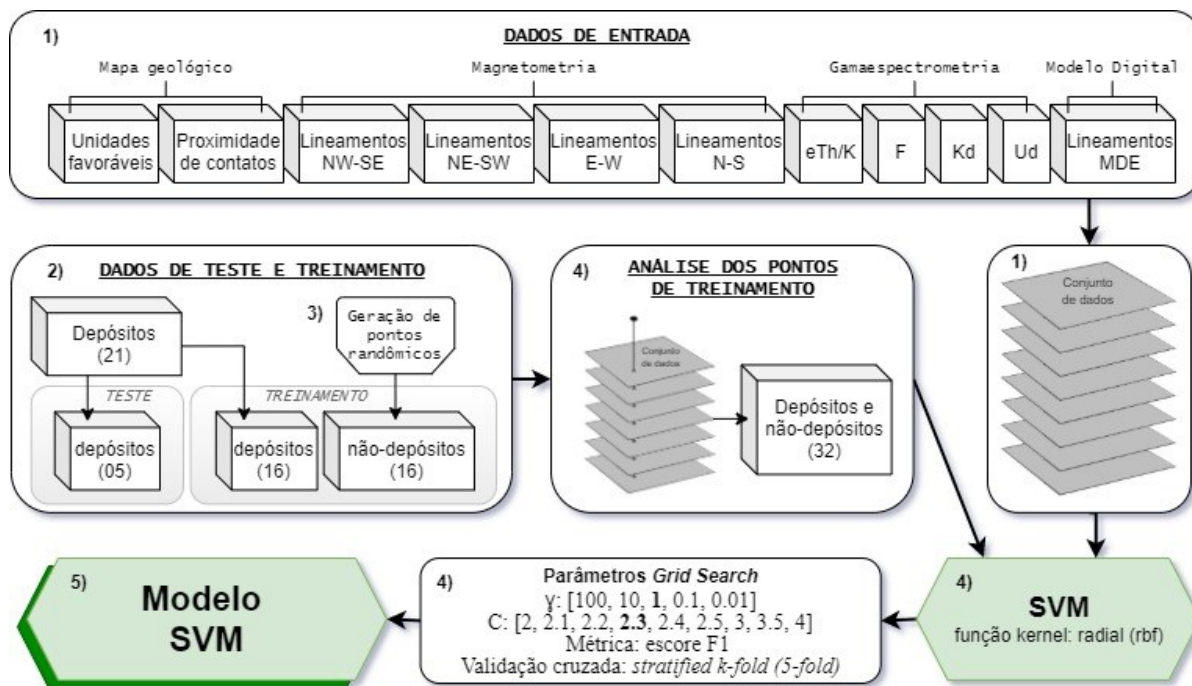 1)
DADOS DE ENTRADA
Mapa geológico
Magnetometria
Gamaespectrometria
Modelo Digital
Unidades
favoráveis
Proximidade
de contatos
Lineamentos
NW-SE
Lineamentos
NE-SW
Lineamentos
E-W
Lineamentos
N-S
eTh/K
F
Kd
Ud
Lineamentos
MDE
2)
DADOS DE TESTE E TREINAMENTO
Depósitos
(21)
3)
Geração de
pontos
randômicos
TESTE
TREINAMENTO
depósitos
(05)
depósitos
(16)
não-depósitos
(16)
4)
ANÁLISE DOS PONTOS
DE TREINAMENTO
Conjunto
de dados
Depósitos e
não-depósitos
(32)
1)
Conjunto
de dados
5)
Modelo
SVM
4)
Parâmetros Grid Search
γ: [100, 10, 1, 0.1, 0.01]
C: [2, 2.1, 2.2, 2.3, 2.4, 2.5, 3, 3.5, 4]
Métrica: escore F1
Validação cruzada: stratified k-fold (5-fold)
4)
SVM
função kernel: radial (rbf)